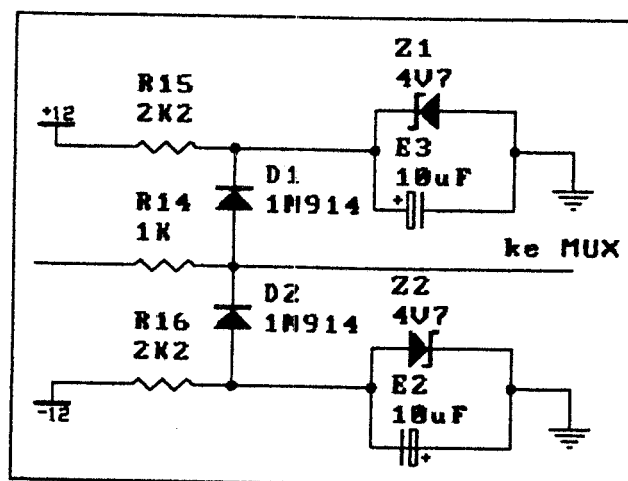 Z1
4V7
R15
2K2
+12
E3
10uF
+
D1
1N914
R14
1K
ke MUX
D2
1N914
Z2
4V7
R16
2K2
-12
E2
10uF
+